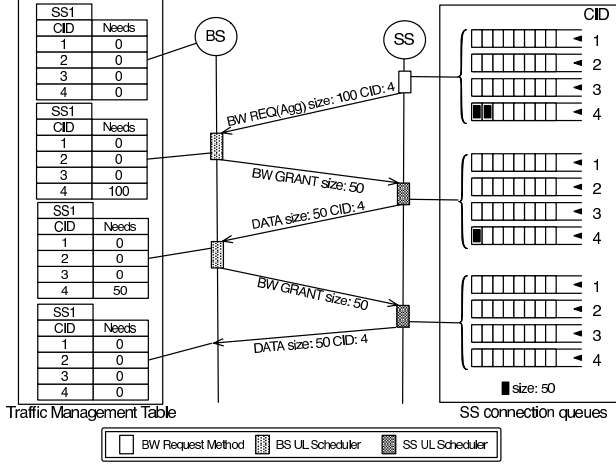 SS1
CID Needs
1 0
2 0
3 0
4 0
SS1
CID Needs
1 0
2 0
3 0
4 100
SS1
CID Needs
1 0
2 0
3 0
4 50
SS1
CID Needs
1 0
2 0
3 0
4 0
Traffic Management Table
BS
SS
BW REQ(Agg) size: 100 CID: 4
BW GRANT size: 50
DATA size: 50 CID: 4
BW GRANT size: 50
DATA size: 50 CID: 4
CID
1
2
3
4
1
2
3
4
1
2
3
4
size: 50
SS connection queues
BW Request Method BS UL Scheduler SS UL Scheduler